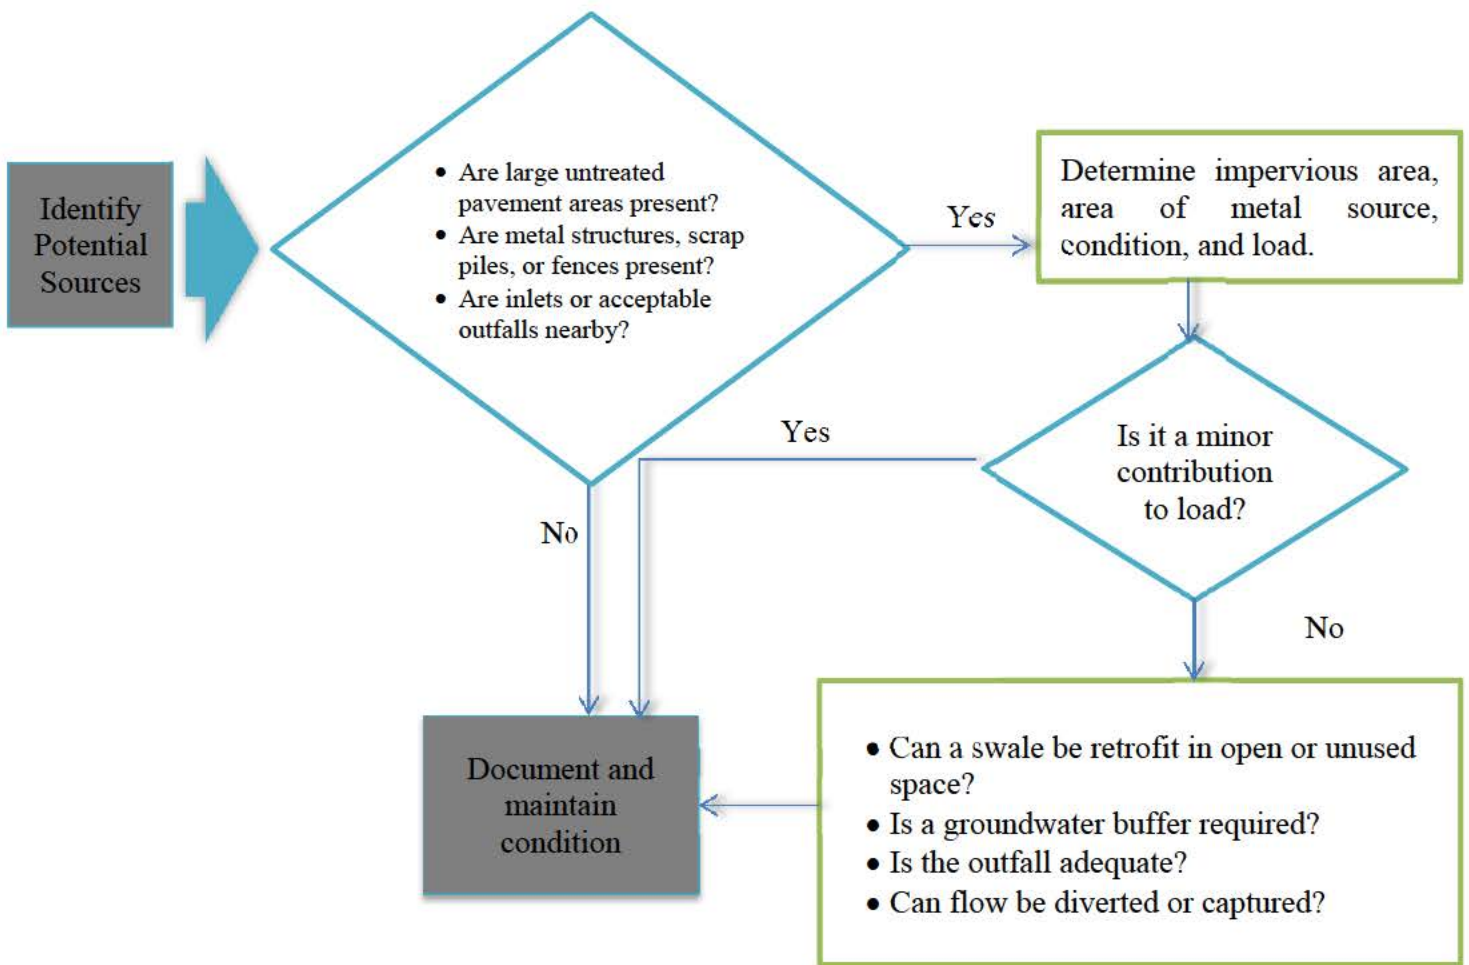 Identify
Potential
Sources
• Are large untreated
pavement areas present?
• Are metal structures, scrap
piles, or fences present?
• Are inlets or acceptable
outfalls nearby?
Yes
Determine impervious area,
area of metal source,
condition, and load.
Is it a minor
contribution
to load?
Yes
No
No
Document and
maintain
condition
• Can a swale be retrofit in open or unused
space?
• Is a groundwater buffer required?
• Is the outfall adequate?
• Can flow be diverted or captured?